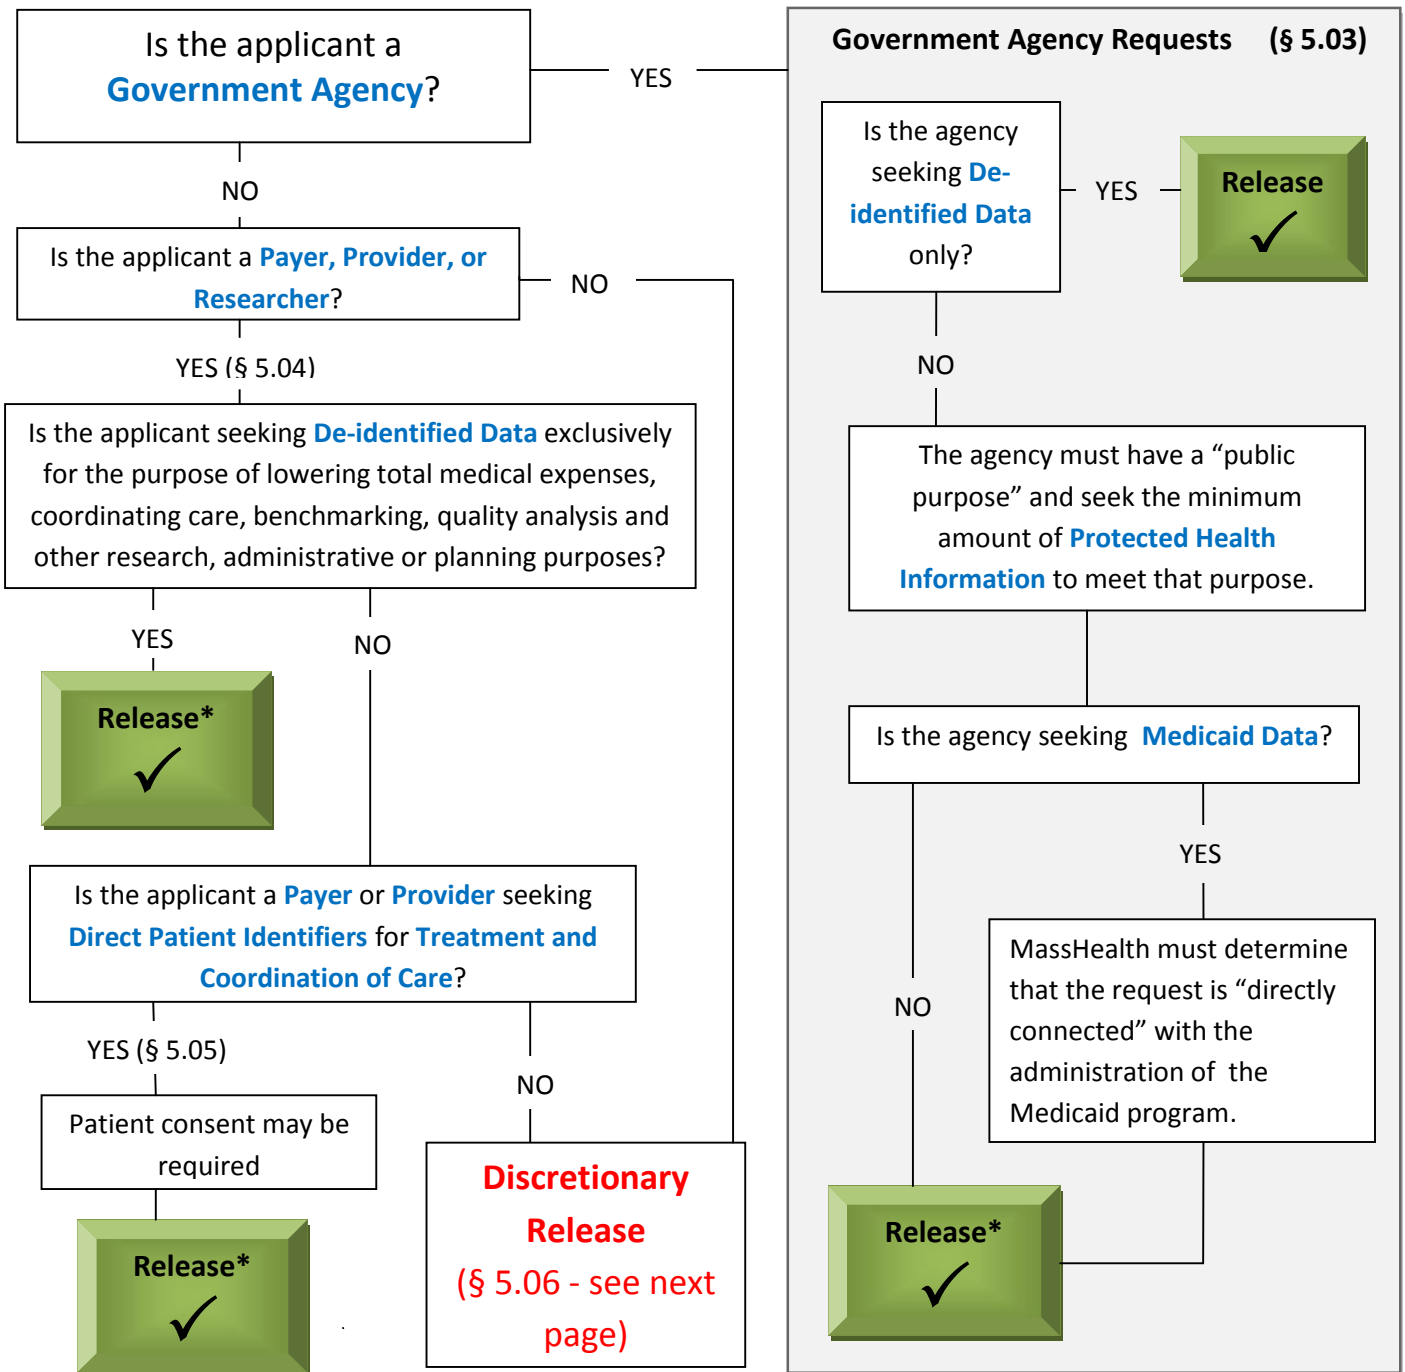 Is the applicant a
Government Agency?
YES
NO
Is the applicant a Payer, Provider, or
Researcher?
NO
YES (§ 5.04)
Is the applicant seeking De-identified Data exclusively
for the purpose of lowering total medical expenses,
coordinating care, benchmarking, quality analysis and
other research, administrative or planning purposes?
YES
NO
Release*
Is the applicant a Payer or Provider seeking
Direct Patient Identifiers for Treatment and
Coordination of Care?
YES (§ 5.05)
NO
Patient consent may be
required
Release*
Discretionary
Release
(§ 5.06 - see next
page)
Government Agency Requests (§ 5.03)
Is the agency
seeking De-
identified Data
only?
YES
Release
NO
The agency must have a “public
purpose” and seek the minimum
amount of Protected Health
Information to meet that purpose.
Is the agency seeking Medicaid Data?
YES
NO
MassHealth must determine
that the request is “directly
connected” with the
administration of the
Medicaid program.
Release*